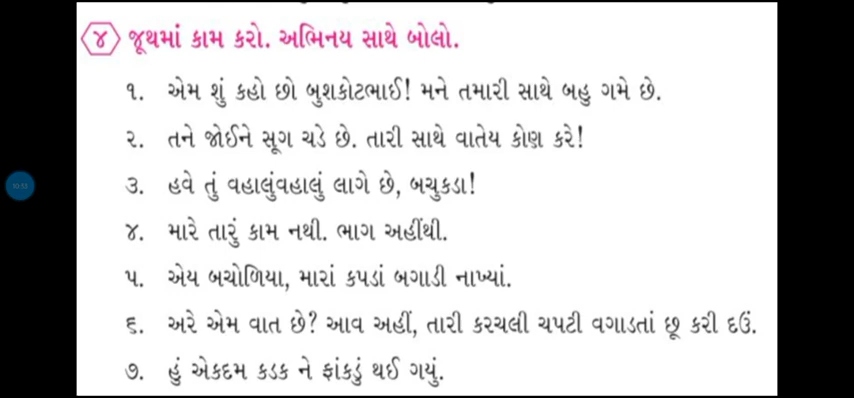 ૪ જૂથમાં કામ કરો. અભિનય સાથે બોલો.
૧. એમ શું કહો છો બુશકોટભાઈ! મને તમારી સાથે બહુ ગમે છે.
૨. તને જોઈને સૂગ ચડે છે. તારી સાથે વાતેય કોણ કરે!
૩. હવે તું વહાલુંવહાલું લાગે છે, બચુકડા!
૪. મારે તારું કામ નથી. ભાગ અહીંથી.
૫. એય બચોળિયા, મારાં કપડાં બગાડી નાખ્યાં.
૬. અરે એમ વાત છે? આવ અહીં, તારી કરચલી ચપટી વગાડતાં છૂ કરી દઉં.
૭. હું એકદમ કડક ને ફાંકડું થઈ ગયું.
10:13